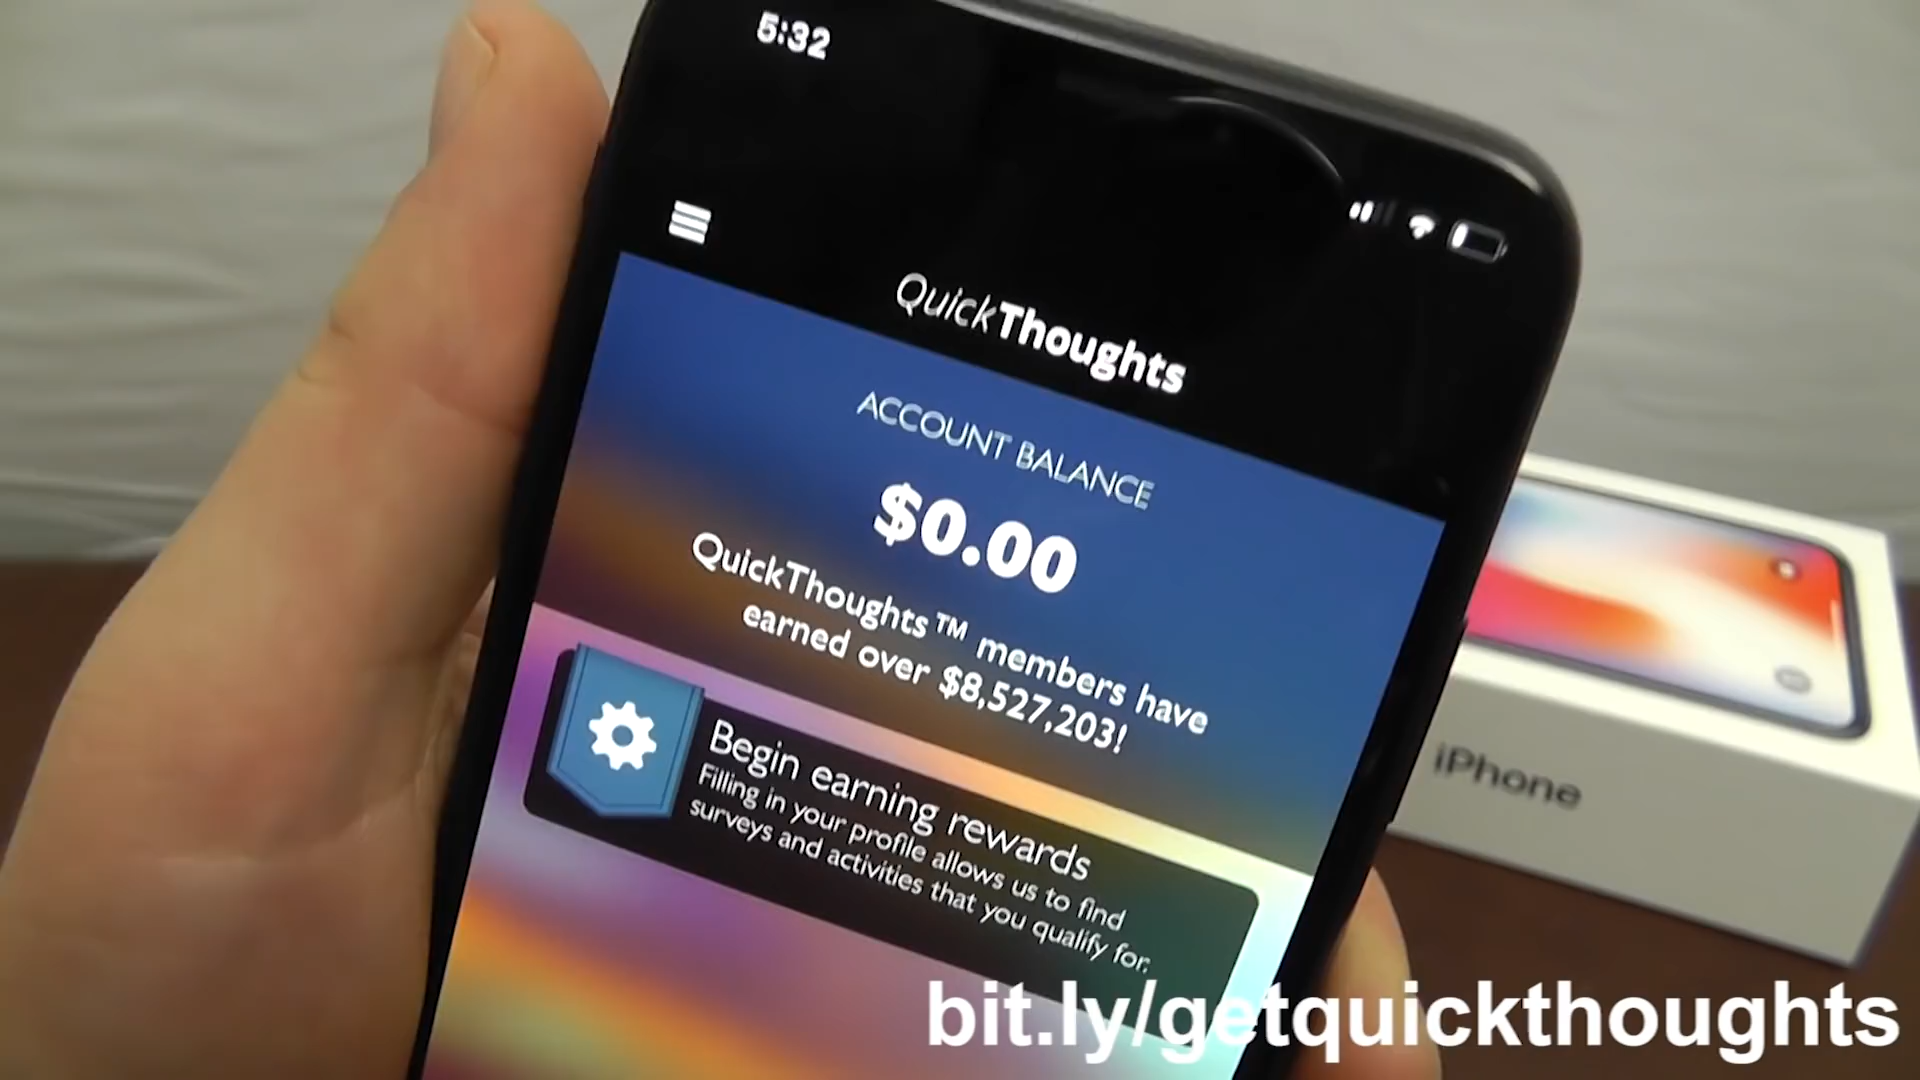 5:32
QuickThoughts
ACCOUNT BALANCE
$0.00
QuickThoughts™ members have
earned over $8,527,203!
Begin earning rewards
Filling in your profile allows us to find
surveys and activities that you qualify for.
iPhone
bit.ly/getquickthoughts